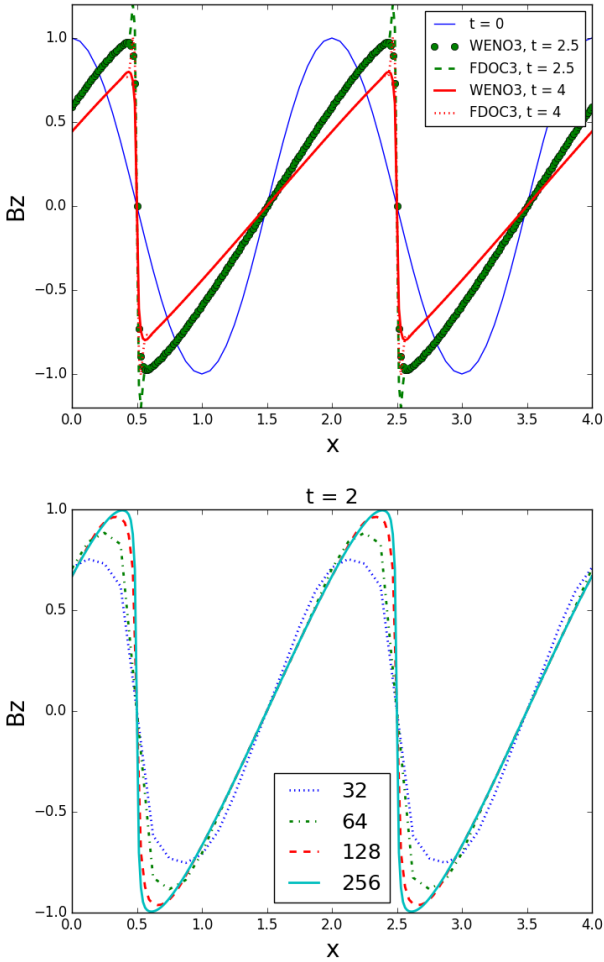 1.0
0.5
0.0
−0.5
−1.0
Bz
0.0 0.5 1.0 1.5 2.0 2.5 3.0 3.5 4.0
x
t = 0
WENO3, t = 2.5
FDOC3, t = 2.5
WENO3, t = 4
FDOC3, t = 4
t = 2
1.0
0.5
0.0
−0.5
−1.0
Bz
0.0 0.5 1.0 1.5 2.0 2.5 3.0 3.5 4.0
x
32
64
128
256